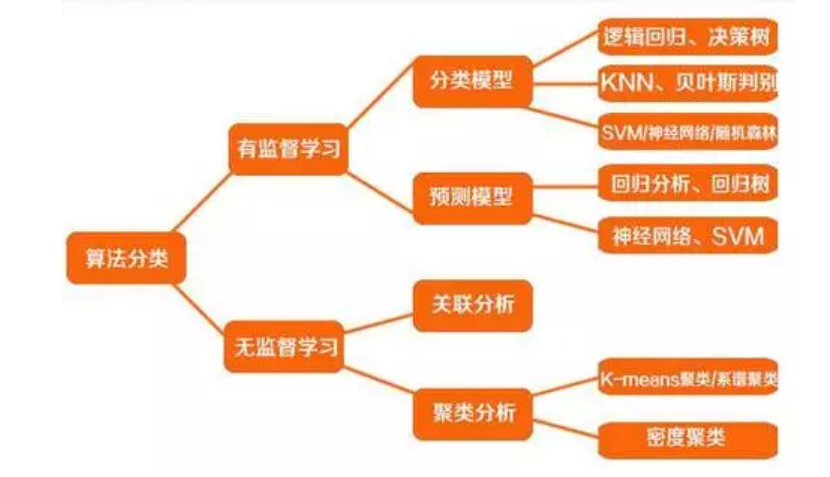 逻辑回归、决策树
分类模型
KNN、贝叶斯判别
SVM/神经网络/随机森林
有监督学习
回归分析、回归树
预测模型
神经网络、SVM
算法分类
关联分析
无监督学习
K-means聚类/系谱聚类
聚类分析
密度聚类